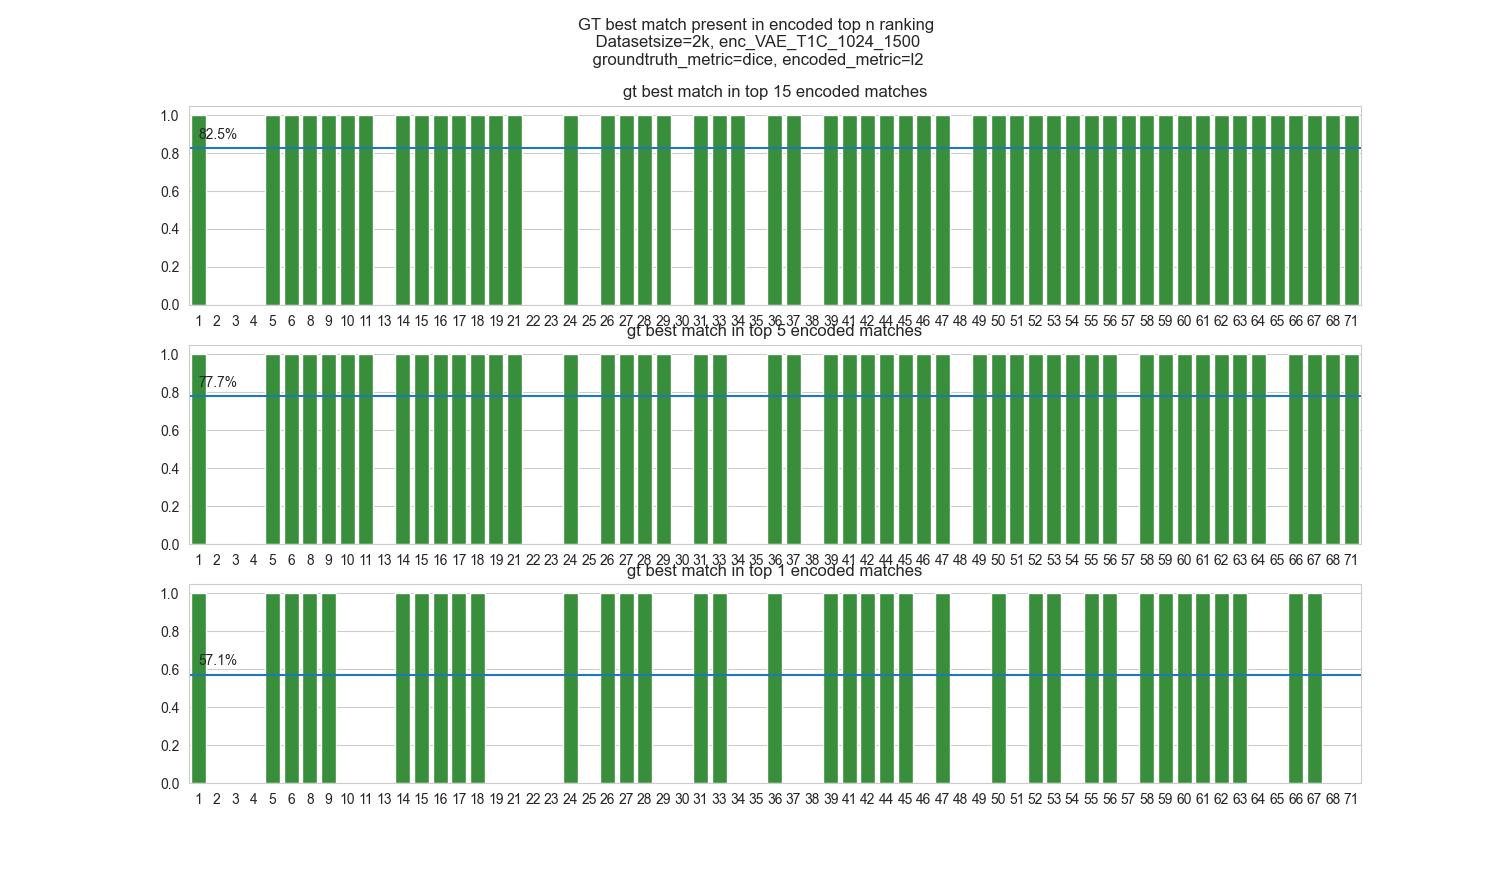 GT best match present in encoded top n ranking
Datasetsize=2k, enc_VAE_T1C_1024_1500
groundtruth_metric=dice, encoded_metric=l2
gt best match in top 15 encoded matches
1.0
82.5%
0.8
0.6
0.4
0.2
0.0
1 2 3 4 5 6 8 9 10 11 13 14 15 16 17 18 19 21 22 23 24 25 26 27 28 29 30 31 33 34 35 36 37 38 39 41 42 44 45 46 47 48 49 50 51 52 53 54 55 56 57 58 59 60 61 62 63 64 65 66 67 68 71
gt best match in top 5 encoded matches
1.0
77.7%
0.8
0.6
0.4
0.2
0.0
1 2 3 4 5 6 8 9 10 11 13 14 15 16 17 18 19 21 22 23 24 25 26 27 28 29 30 31 33 34 35 36 37 38 39 41 42 44 45 46 47 48 49 50 51 52 53 54 55 56 57 58 59 60 61 62 63 64 65 66 67 68 71
gt best match in top 1 encoded matches
1.0
0.8
57.1%
0.6
0.4
0.2
0.0
1 2 3 4 5 6 8 9 10 11 13 14 15 16 17 18 19 21 22 23 24 25 26 27 28 29 30 31 33 34 35 36 37 38 39 41 42 44 45 46 47 48 49 50 51 52 53 54 55 56 57 58 59 60 61 62 63 64 65 66 67 68 71